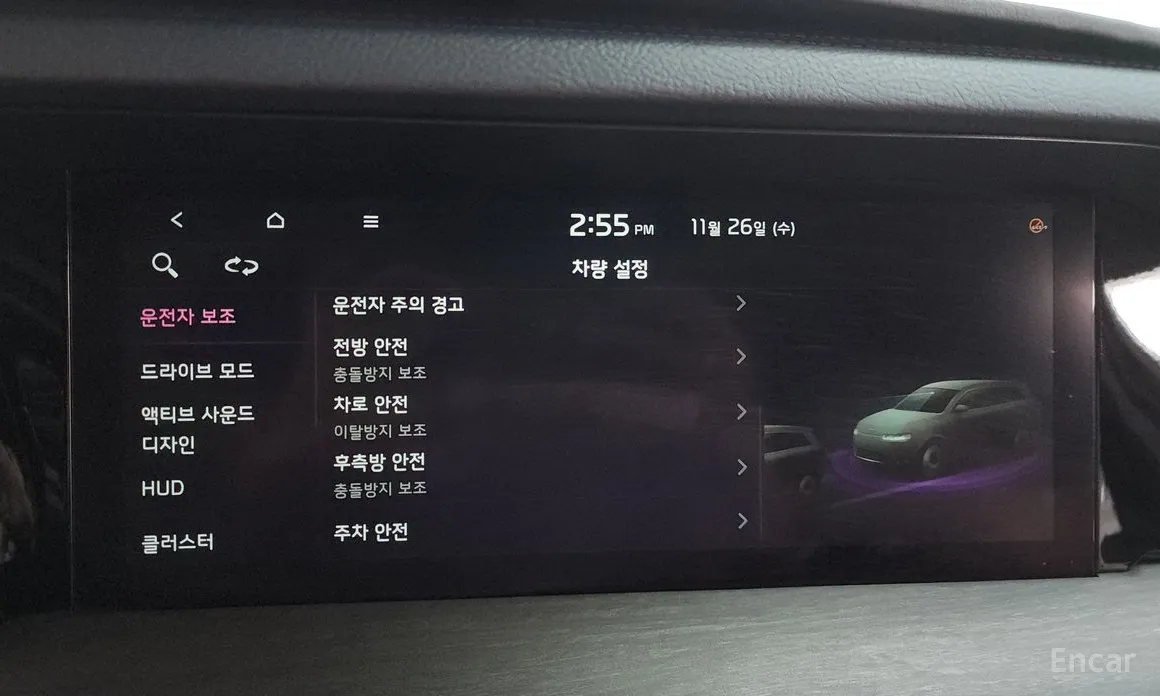 2:55 PM 11월 26일 (수)
차량 설정
운전자 보조
드라이브 모드
액티브 사운드
디자인
HUD
클러스터
운전자 주의 경고
전방 안전
충돌방지 보조
차로 안전
이탈방지 보조
후측방 안전
충돌방지 보조
주차 안전
Encar